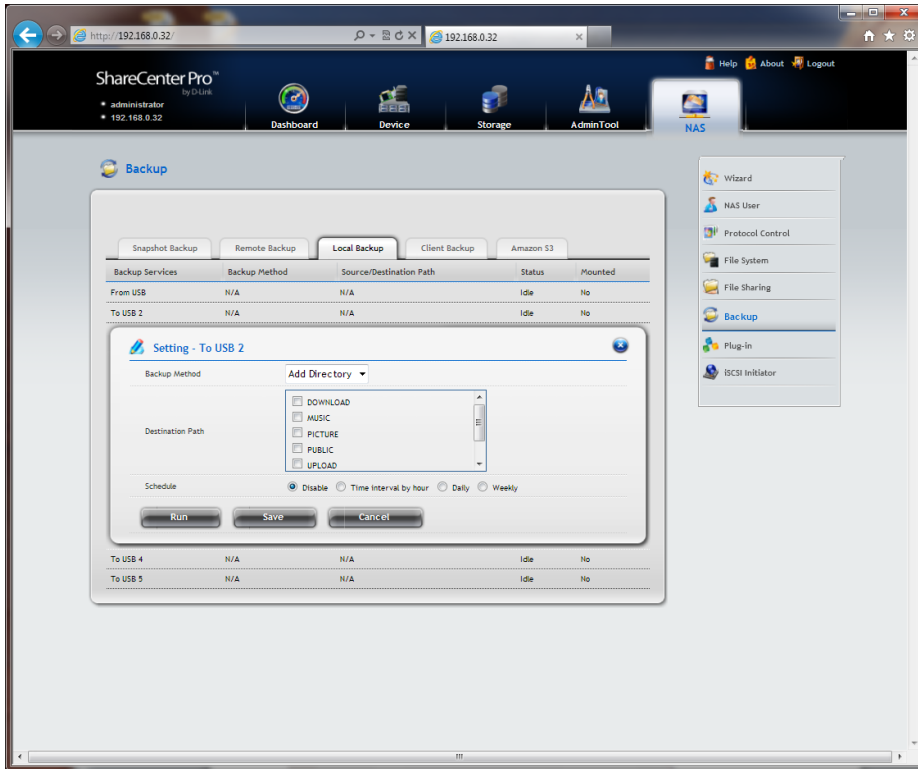 http://192.168.0.32/
192.168.0.32
Help About Logout
ShareCenter Pro™
by D-Link
administrator
192.168.0.32
Dashboard Device Storage AdminTool NAS
Backup
Wizard
NAS User
Protocol Control
File System
File Sharing
Backup
Plug-in
iSCSI Initiator
Snapshot Backup Remote Backup Local Backup Client Backup Amazon S3
Backup Services Backup Method Source/Destination Path Status Mounted
From USB N/A N/A Idle No
To USB 2 N/A N/A Idle No
Setting - To USB 2
Backup Method Add Directory
Destination Path
DOWNLOAD
MUSIC
PICTURE
PUBLIC
UPLOAD
Schedule Disable Time interval by hour Daily Weekly
Run Save Cancel
To USB 4 N/A N/A Idle No
To USB 5 N/A N/A Idle No